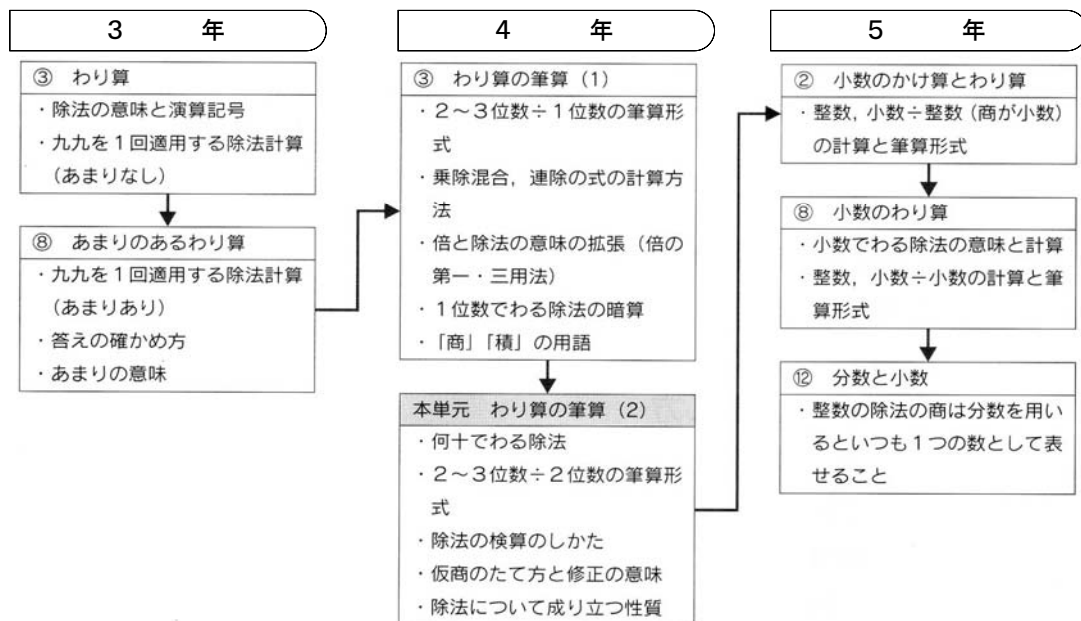 3 年
③ わり算
・除法の意味と演算記号
・九九を1回適用する除法計算
(あまりなし)
⑧ あまりのあるわり算
・九九を1回適用する除法計算
(あまりあり)
・答えの確かめ方
・あまりの意味
4 年
③ わり算の筆算(1)
・2～3位数÷1位数の筆算形
式
・乗除混合,連除の式の計算方
法
・倍と除法の意味の拡張(倍の
第一・三用法)
・1位数でわる除法の暗算
・「商」「積」の用語
本単元 わり算の筆算(2)
・何十でわる除法
・2～3位数÷2位数の筆算形
式
・除法の検算のしかた
・仮商のたて方と修正の意味
・除法について成り立つ性質
5 年
② 小数のかけ算とわり算
・整数,小数÷整数(商が小数)
の計算と筆算形式
⑧ 小数のわり算
・小数でわる除法の意味と計算
・整数,小数÷小数の計算と筆
算形式
⑫ 分数と小数
・整数の除法の商は分数を用い
るといつも1つの数として表
せること